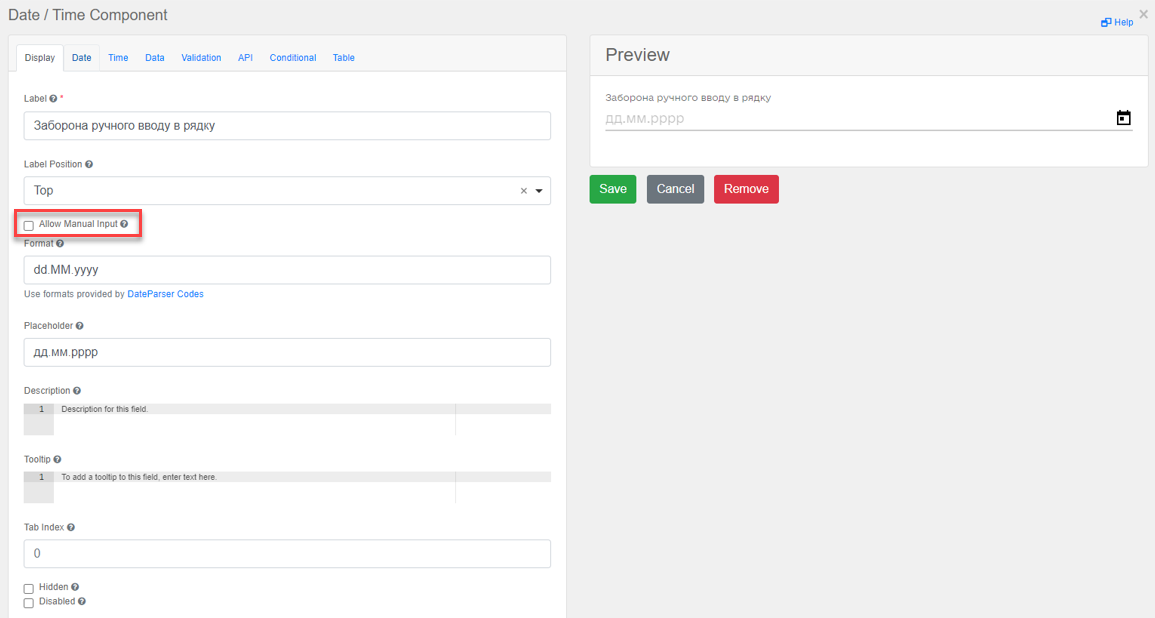 Date / Time Component
Help
Display Date Time Data Validation API Conditional Table
Label *
Заборона ручного вводу в рядку
Label Position
Top
Allow Manual Input
Format
dd.MM.yyyy
Use formats provided by DateParser Codes
Placeholder
дд.мм.рррр
Description
1 Description for this field.
Tooltip
1 To add a tooltip to this field, enter text here.
Tab Index
0
Hidden
Disabled
Preview
Заборона ручного вводу в рядку
дд.мм.рррр
Save Cancel Remove